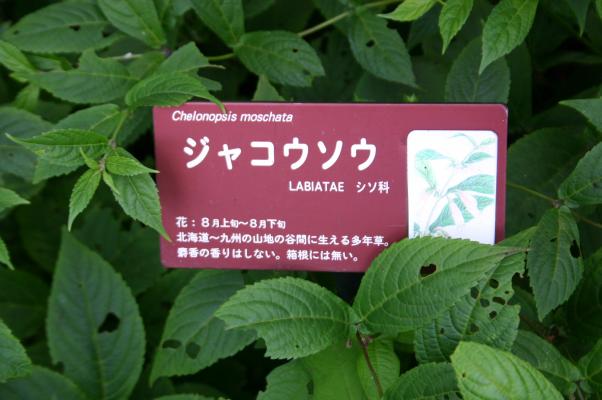 Chelonopsis moschata
ジャコウソウ
LABIATAE シソ科
花：８月上旬〜８月下旬
北海道〜九州の山地の谷間に生える多年草。
麝香の香りはしない。箱根には無い。